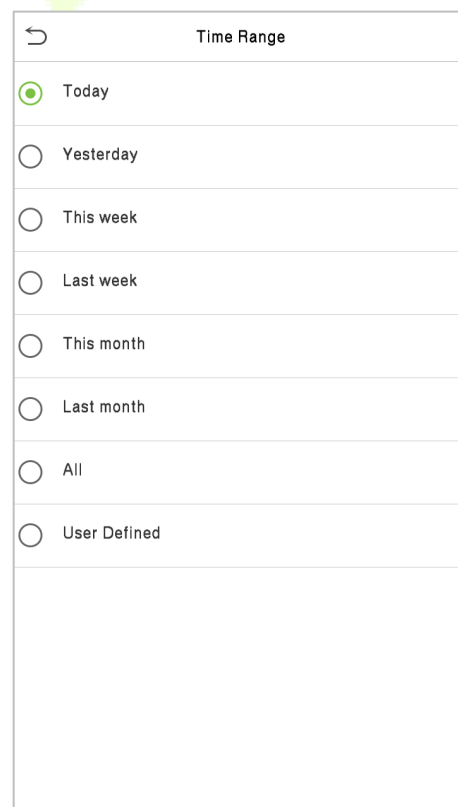 Time Range
Today
Yesterday
This week
Last week
This month
Last month
All
User Defined